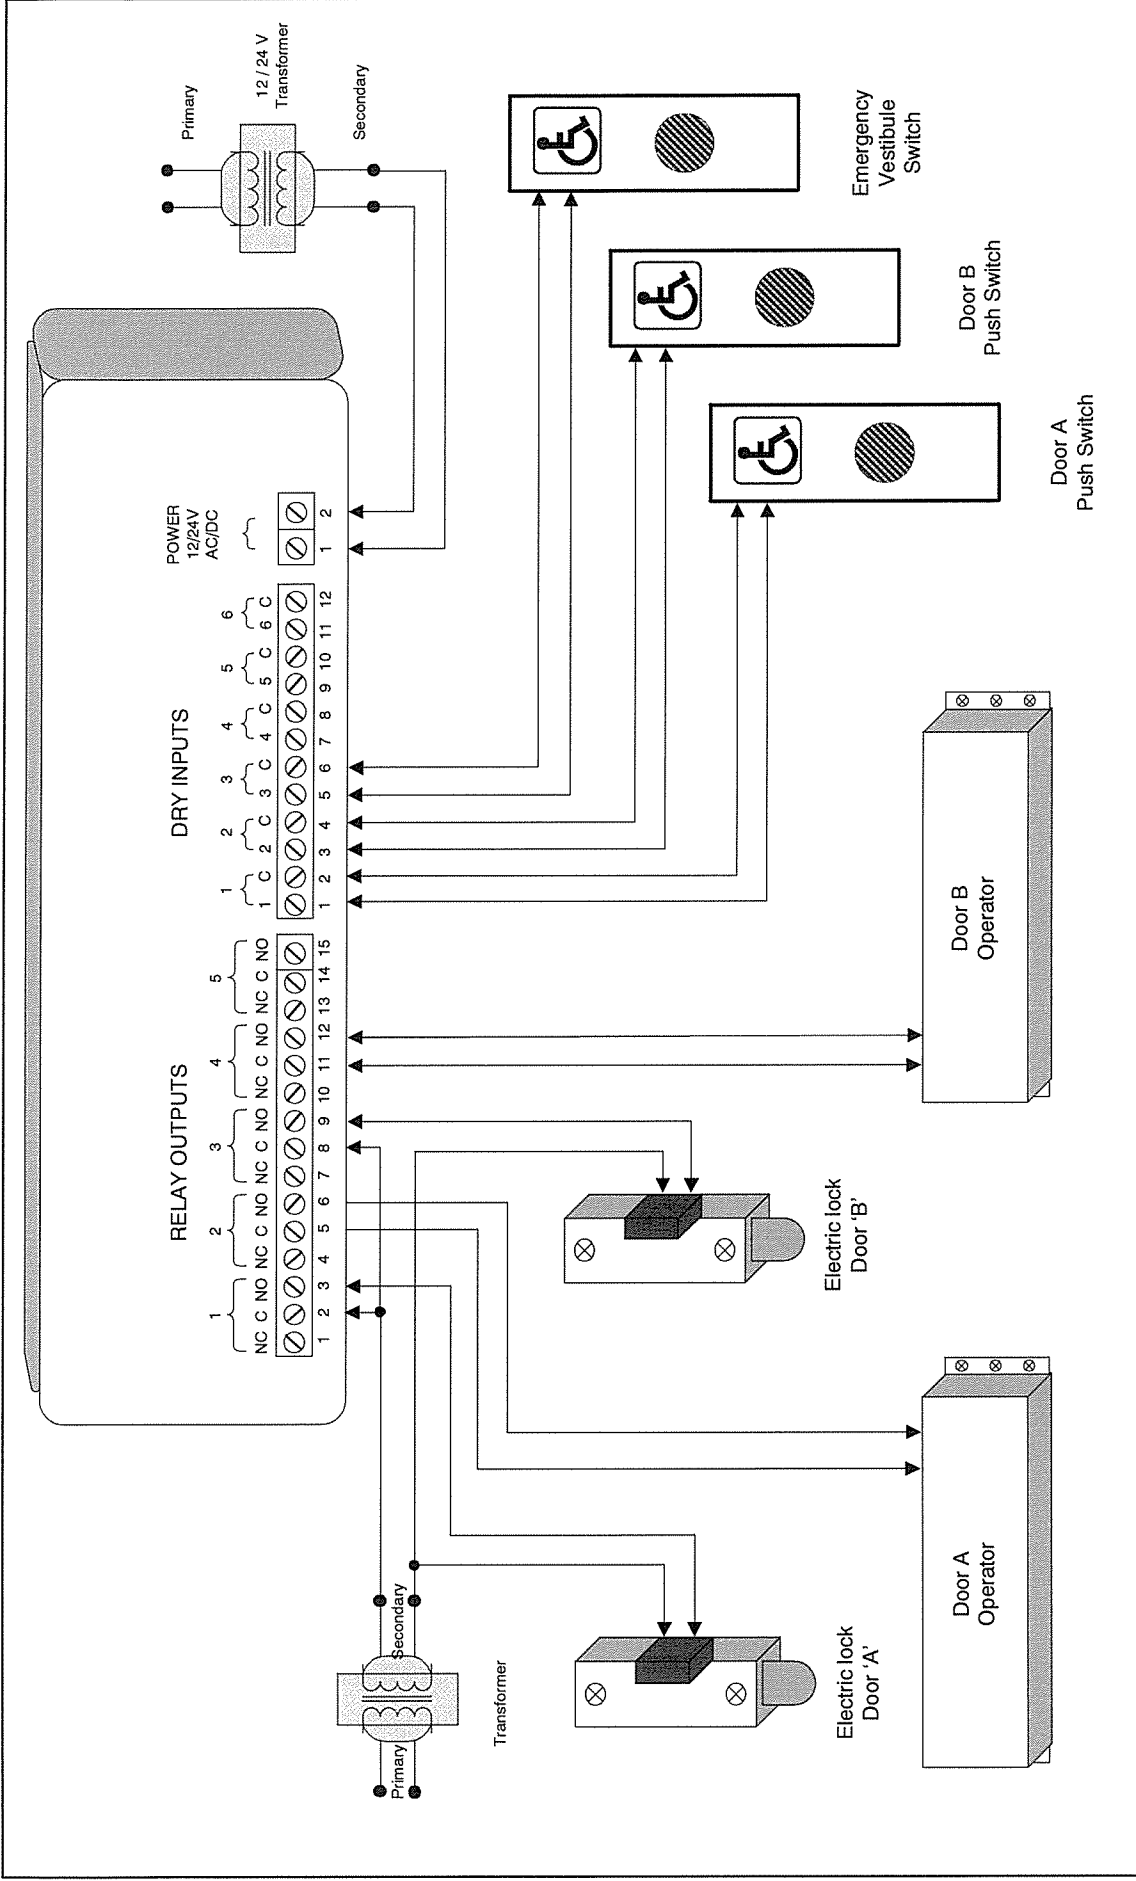 RELAY OUTPUTS
DRY INPUTS
POWER
12/24V
AC/DC
1 2 3 4 5
1 2 3 4 5 6
NC C NO NC C NO NC C NO NC C NO NC C NO
1 C 2 C 3 C 4 C 5 C 6 C
1 2 3 4 5 6 7 8 9 10 11 12 13 14 15
1 2 3 4 5 6 7 8 9 10 11 12
1 2
Primary
12 / 24 V
Transformer
Secondary
Primary
Secondary
Transformer
Emergency
Vestibule
Switch
Door B
Push Switch
Door A
Push Switch
Electric lock
Door 'A'
Electric lock
Door 'B'
Door A
Operator
Door B
Operator